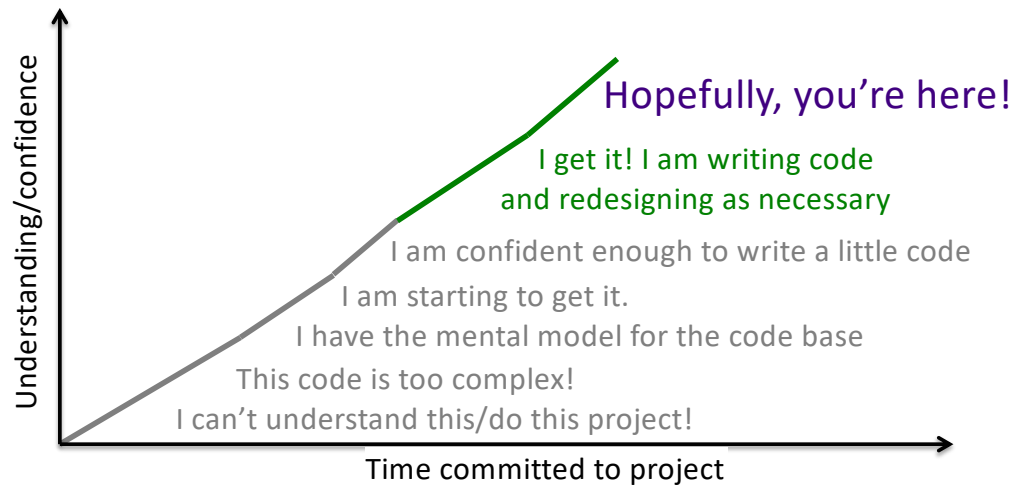 Understanding/confidence
Hopefully, you're here!
I get it! I am writing code
and redesigning as necessary
I am confident enough to write a little code
I am starting to get it.
I have the mental model for the code base
This code is too complex!
I can't understand this/do this project!
Time committed to project